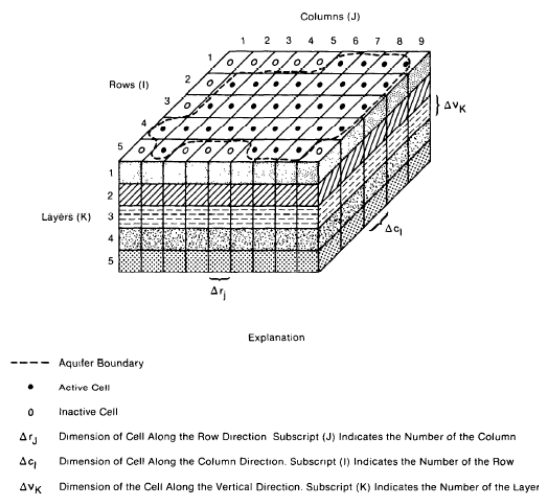 Columns (J)
1 2 3 4 5 6 7 8 9
Rows (I)
1
2
3
4
5
Δv_K
Layers (K)
1
2
3
4
5
Δc_I
Δr_j
Explanation
Aquifer Boundary
Active Cell
Inactive Cell
Δr_J Dimension of Cell Along the Row Direction Subscript (J) Indicates the Number of the Column
Δc_I Dimension of Cell Along the Column Direction. Subscript (I) Indicates the Number of the Row
Δv_K Dimension of the Cell Along the Vertical Direction. Subscript (K) Indicates the Number of the Layer